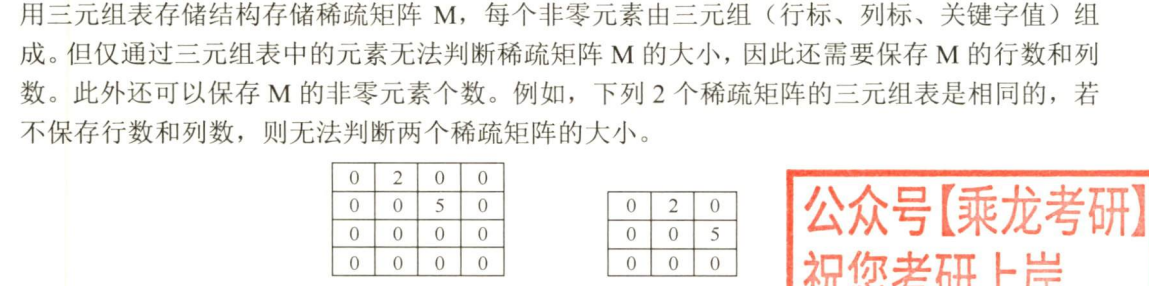 用三元组表存储结构存储稀疏矩阵 M，每个非零元素由三元组（行标、列标、关键字值）组
成。但仅通过三元组表中的元素无法判断稀疏矩阵 M 的大小，因此还需要保存 M 的行数和列
数。此外还可以保存 M 的非零元素个数。例如，下列 2 个稀疏矩阵的三元组表是相同的，若
不保存行数和列数，则无法判断两个稀疏矩阵的大小。
0 2 0 0
0 0 5 0
0 0 0 0
0 0 0 0
0 2 0
0 0 5
0 0 0
公众号【乘龙考研】
祝您考研上岸